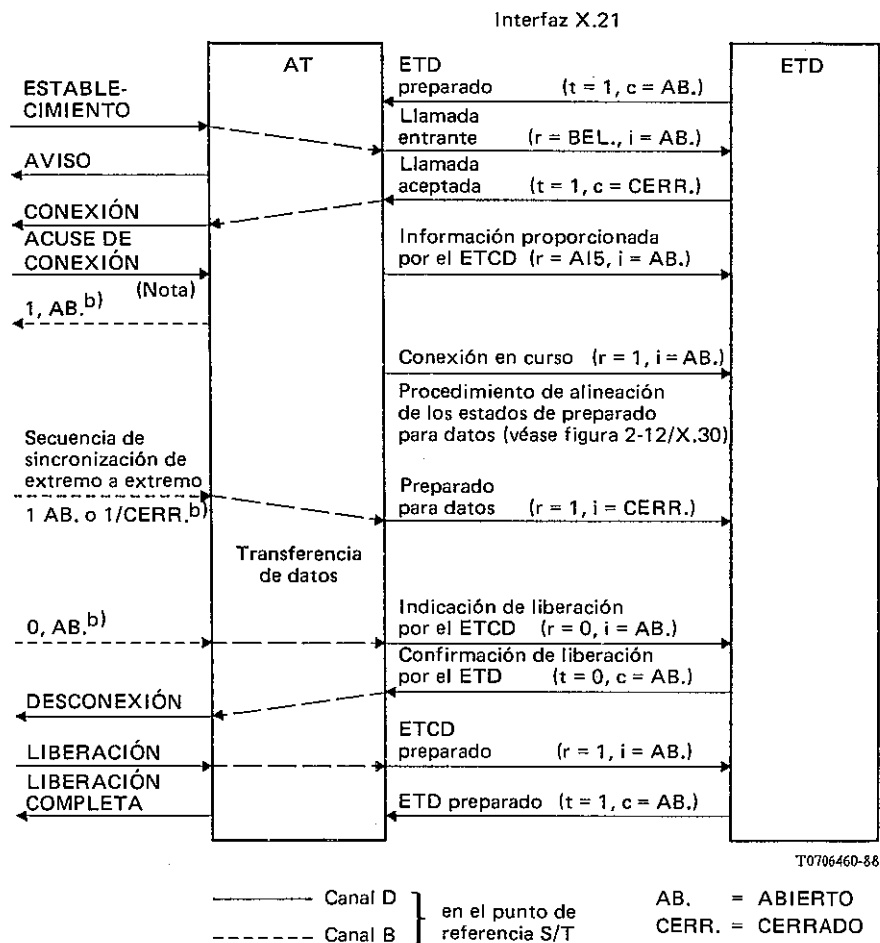 Interfaz X.21
AT
ETD
ESTABLE-
CIMIENTO
ETD
preparado (t = 1, c = AB.)
Llamada
entrante (r = BEL., i = AB.)
AVISO
Llamada
aceptada (t = 1, c = CERR.)
CONEXIÓN
ACUSE DE
CONEXIÓN
(Nota)
Información proporcionada
por el ETCD (r = AI5, i = AB.)
1, AB.b)
Conexión en curso (r = 1, i = AB.)
Procedimiento de alineación
de los estados de preparado
para datos (véase figura 2-12/X.30)
Secuencia de
sincronización de
extremo a extremo
1 AB. o 1/CERR.b)
Preparado
para datos (r = 1, i = CERR.)
Transferencia
de datos
0, AB.b)
Indicación de liberación
por el ETCD (r = 0, i = AB.)
Confirmación de liberación
por el ETD (t = 0, c = AB.)
DESCONEXIÓN
ETCD
preparado (r = 1, i = AB.)
LIBERACIÓN
LIBERACIÓN
COMPLETA
ETD preparado (t = 1, c = AB.)
T0706460-88
Canal D
Canal B
en el punto de
referencia S/T
AB. = ABIERTO
CERR. = CERRADO